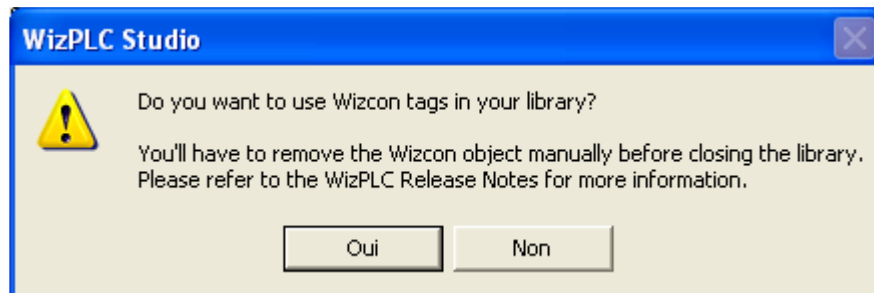 WizPLC Studio
Do you want to use Wizcon tags in your library?
You'll have to remove the Wizcon object manually before closing the library.
Please refer to the WizPLC Release Notes for more information.
Oui
Non